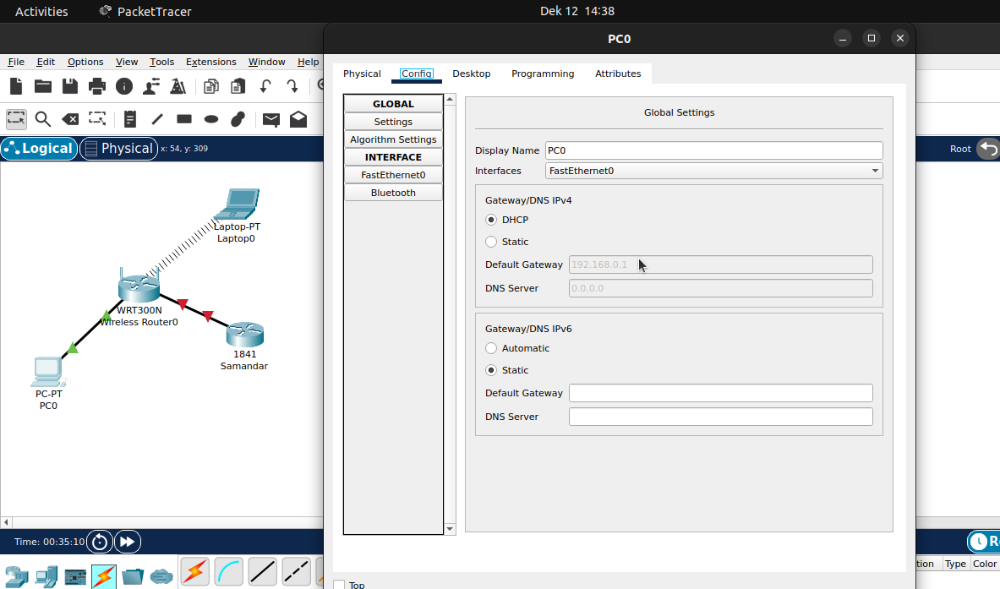 Activities PacketTracer Dek 12 14:38
PC0
File Edit Options View Tools Extensions Window Help
Physical Config Desktop Programming Attributes
GLOBAL
Settings
Algorithm Settings
INTERFACE
FastEthernet0
Bluetooth
Global Settings
Display Name PC0
Interfaces FastEthernet0
Gateway/DNS IPv4
DHCP
Static
Default Gateway 192.168.0.1
DNS Server 0.0.0.0
Gateway/DNS IPv6
Automatic
Static
Default Gateway
DNS Server
Logical Physical x: 54, y: 309
Root
Laptop-PT
Laptop0
WRT300N
Wireless Router0
1841
Samandar
PC-PT
PC0
Time: 00:35:10
Type Color
Top